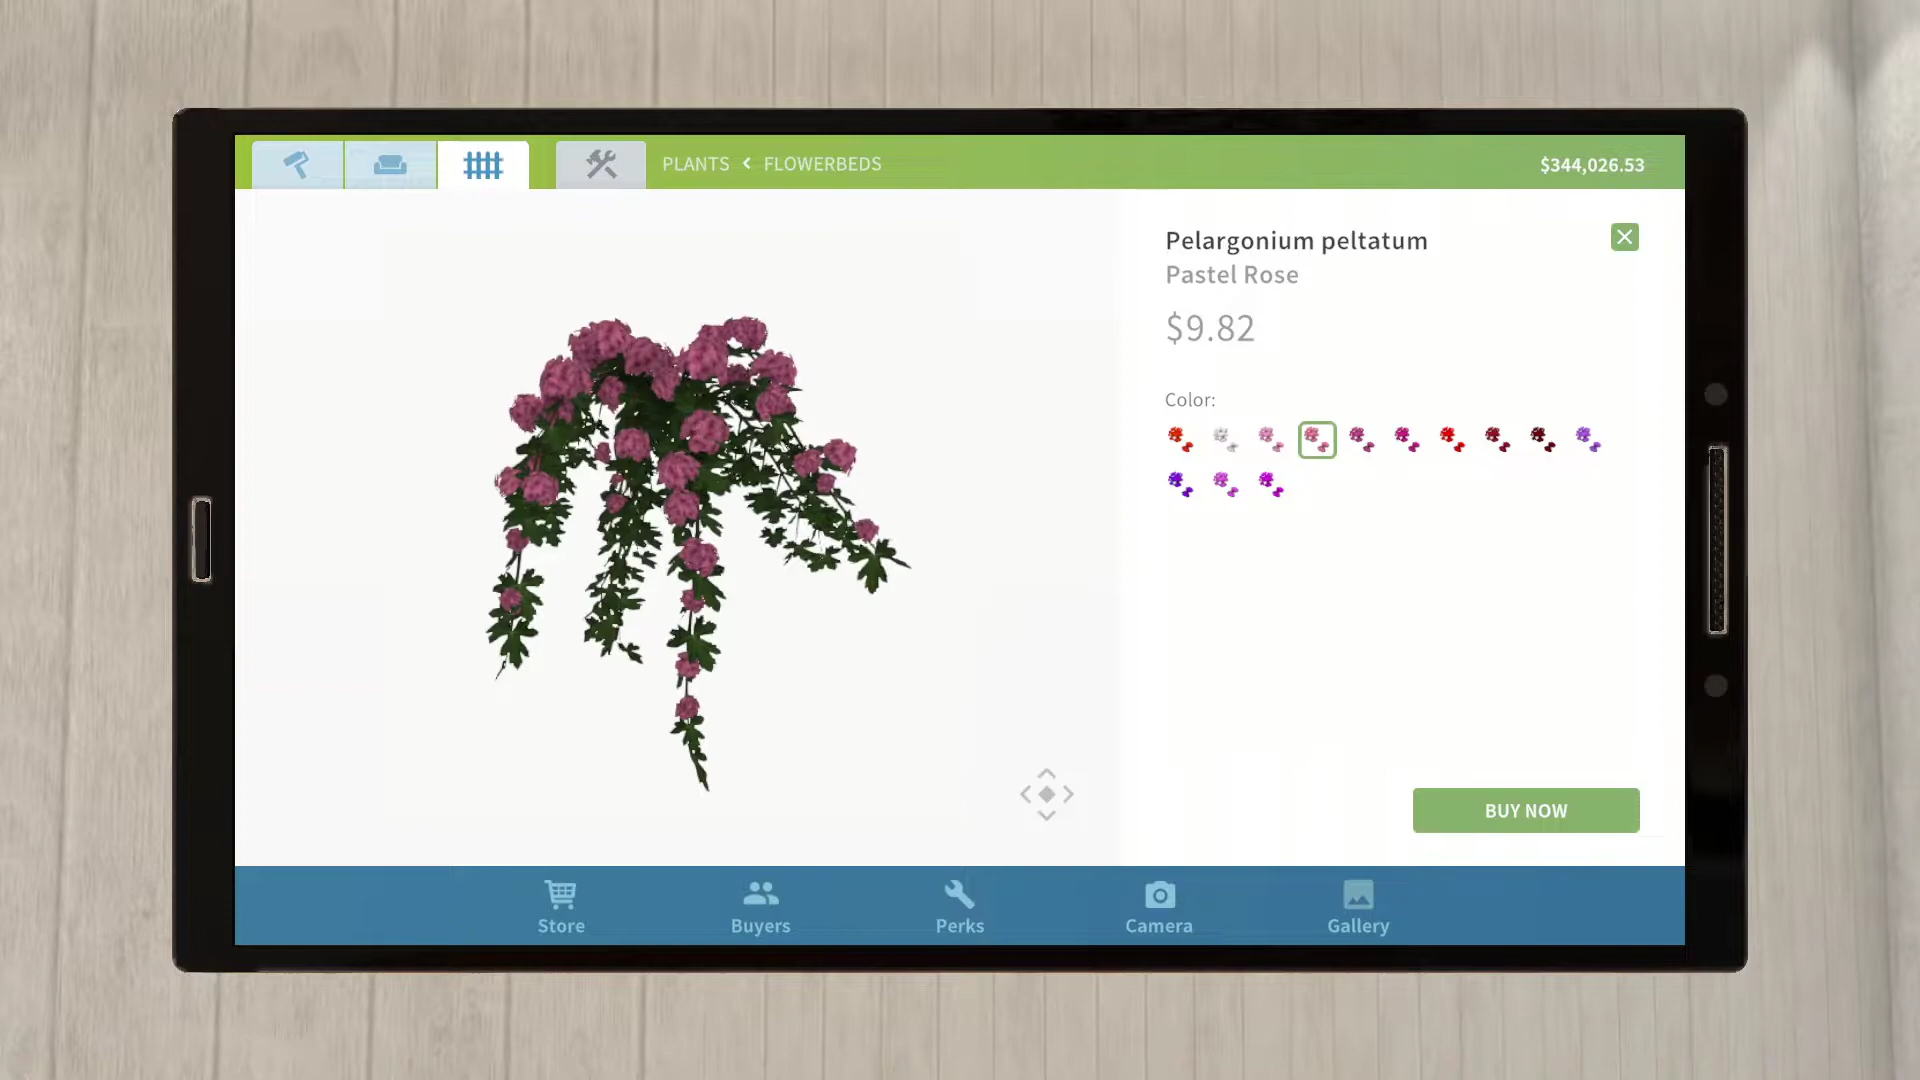 PLANTS < FLOWERBEDS
$344,026.53
Pelargonium peltatum
Pastel Rose
$9.82
Color:
BUY NOW
Store
Buyers
Perks
Camera
Gallery